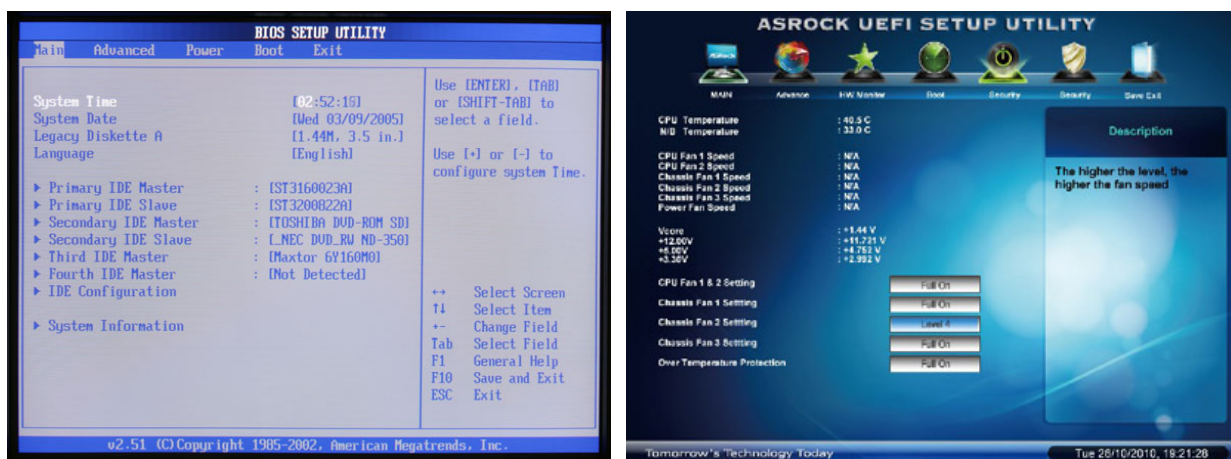 BIOS SETUP UTILITY
Main Advanced Power Boot Exit
System Time [02:52:16]
System Date [Wed 03/09/2005]
Legacy Diskette A [1.44M, 3.5 in.]
Language [English]
Primary IDE Master : [ST3160023A]
Primary IDE Slave : [ST3200822A]
Secondary IDE Master : [TOSHIBA DVD-ROM SD]
Secondary IDE Slave : [_NEC DVD_RW ND-350]
Third IDE Master : [Maxtor 6Y160M0]
Fourth IDE Master : [Not Detected]
IDE Configuration
System Information
Use [ENTER], [TAB]
or [SHIFT-TAB] to
select a field.
Use [+] or [-] to
configure system Time.
↔ Select Screen
↑↓ Select Item
+- Change Field
Tab Select Field
F1 General Help
F10 Save and Exit
ESC Exit
v2.51 (C)Copyright 1985-2002, American Megatrends, Inc.
ASROCK UEFI SETUP UTILITY
MAIN Advance HW Monitor Boot Security Security Save Exit
CPU Temperature : 40.5 C
N/B Temperature : 33.0 C
CPU Fan 1 Speed : N/A
CPU Fan 2 Speed : N/A
Chassis Fan 1 Speed : N/A
Chassis Fan 2 Speed : N/A
Chassis Fan 3 Speed : N/A
Power Fan Speed : N/A
Vcore : +1.44 V
+12.00V : +11.721 V
+5.00V : +4.752 V
+3.30V : +2.992 V
CPU Fan 1 & 2 Setting Full On
Chassis Fan 1 Settting Full On
Chassis Fan 2 Settting Level 4
Chassis Fan 3 Settting Full On
Over Temperature Protection Full On
Description
The higher the level, the
higher the fan speed
Tomorrow's Technology Today Tue 26/10/2010, 19:21:28